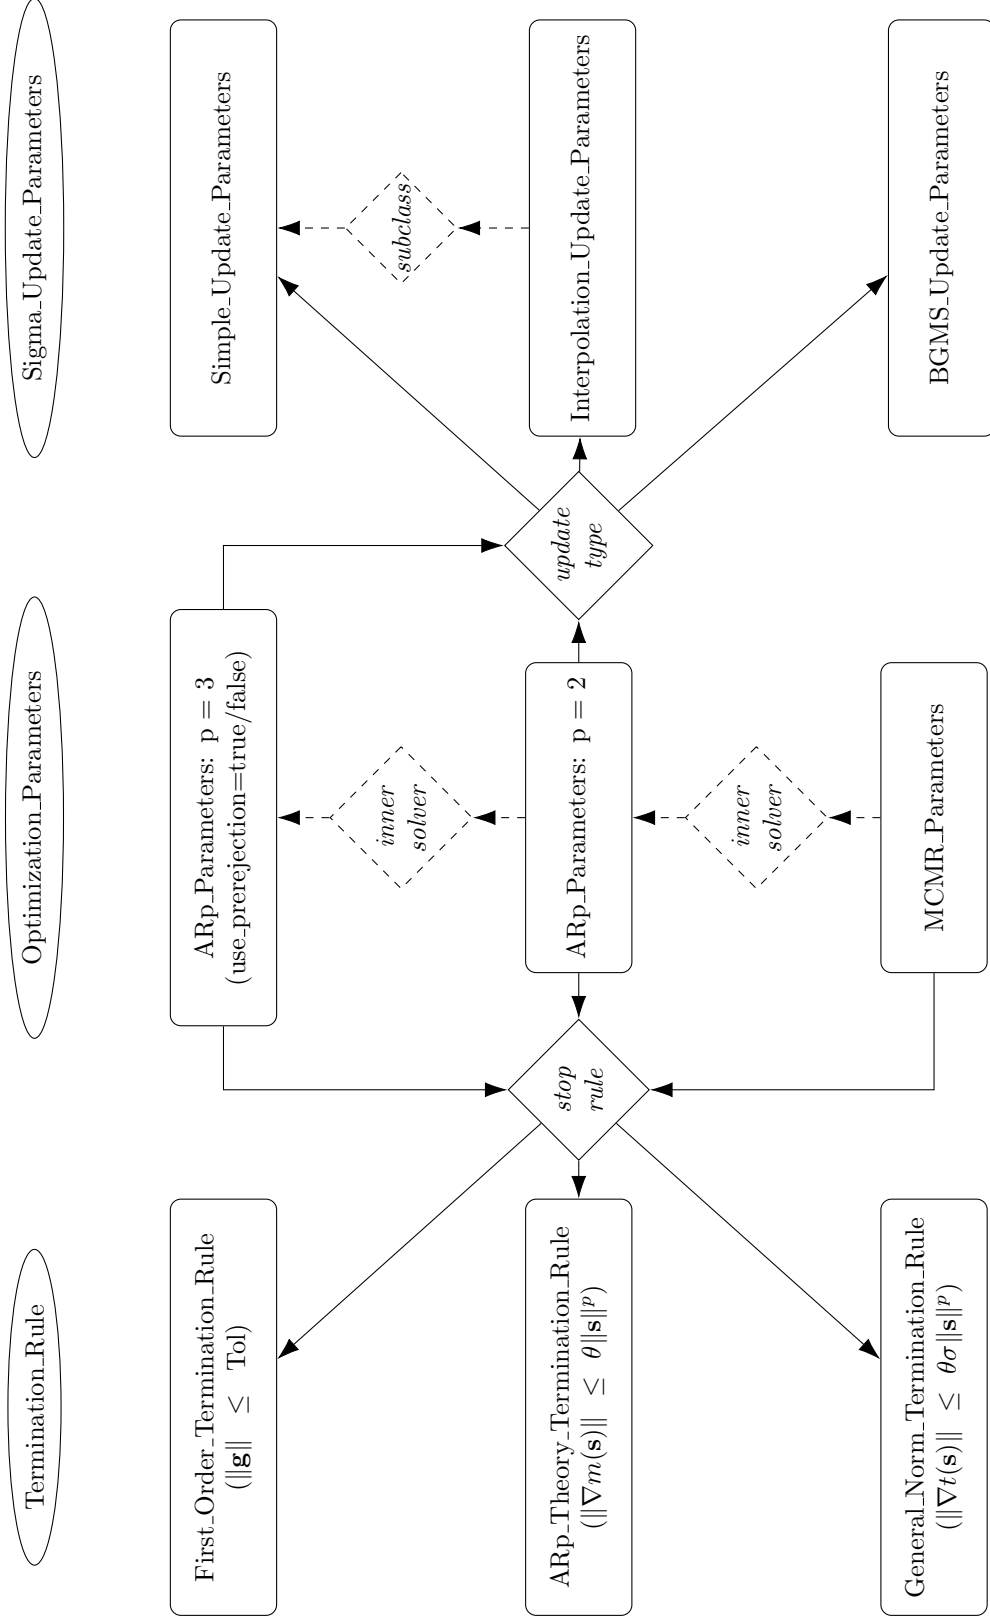 Termination_Rule
Optimization_Parameters
Sigma_Update_Parameters
First_Order_Termination_Rule
(‖g‖ ≤ Tol)
ARp_Parameters: p = 3
(use_prerejection=true/false)
Simple_Update_Parameters
inner
solver
subclass
ARp_Theory_Termination_Rule
(‖∇m(s)‖ ≤ θ‖s‖^p)
stop
rule
ARp_Parameters: p = 2
update
type
Interpolation_Update_Parameters
inner
solver
General_Norm_Termination_Rule
(‖∇t(s)‖ ≤ θσ‖s‖^p)
MCMR_Parameters
BGMS_Update_Parameters